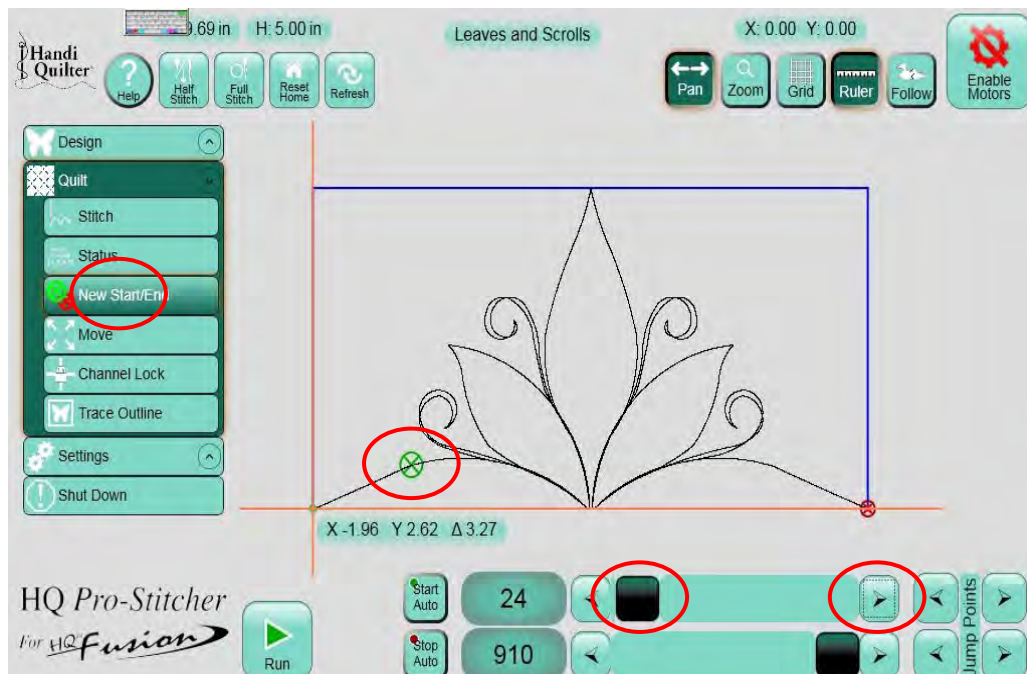 .69 in H: 5.00 in
Leaves and Scrolls
X: 0.00 Y: 0.00
Handi
Quilter
?
Help
Half
Stitch
Full
Stitch
Reset
Home
Refresh
Pan
Zoom
Grid
Ruler
Follow
Enable
Motors
Design
Quilt
Stitch
Status
New Start/End
Move
Channel Lock
Trace Outline
Settings
Shut Down
X -1.96 Y 2.62 Δ 3.27
HQ Pro-Stitcher
For HQ Fusion
Run
Start
Auto
24
Stop
Auto
910
Jump Points